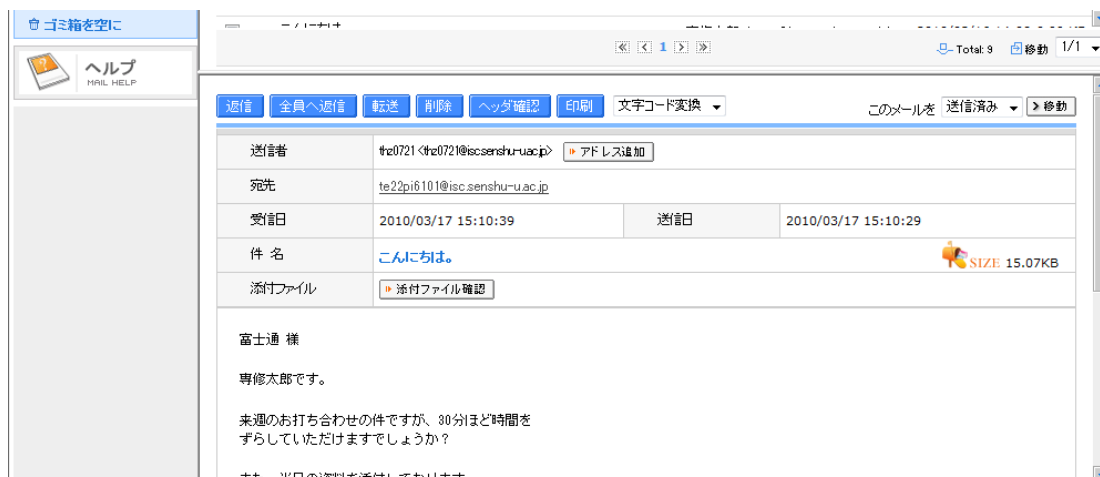 ゴミ箱を空に
ヘルプ
MAIL HELP
こんにちは
1
Total: 9 移動 1/1
返信 全員へ返信 転送 削除 ヘッダ確認 印刷 文字コード変換 このメールを 送信済み 移動
送信者 thz0721 <thz0721@isc.senshu-u.ac.jp> アドレス追加
宛先 te22pi6101@isc.senshu-u.ac.jp
受信日 2010/03/17 15:10:39 送信日 2010/03/17 15:10:29
件 名 こんにちは。 SIZE 15.07KB
添付ファイル 添付ファイル確認
富士通 様
専修太郎です。
来週のお打ち合わせの件ですが、30分ほど時間を
ずらしていただけますでしょうか？